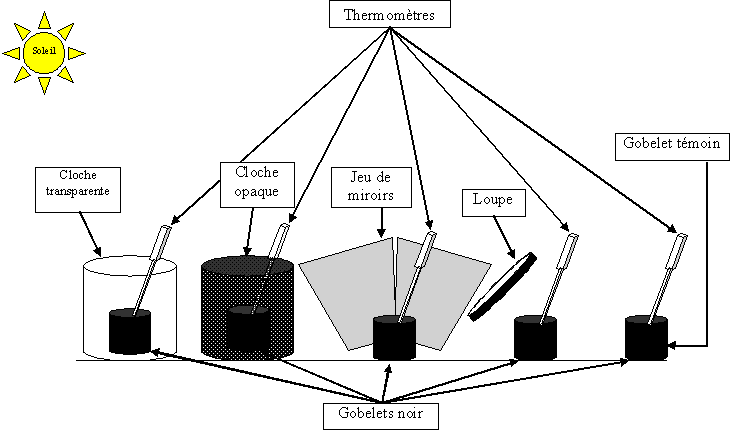 Thermomètres
Soleil
Gobelet témoin
Cloche
transparente
Cloche
opaque
Jeu de
miroirs
Loupe
Gobelets noir